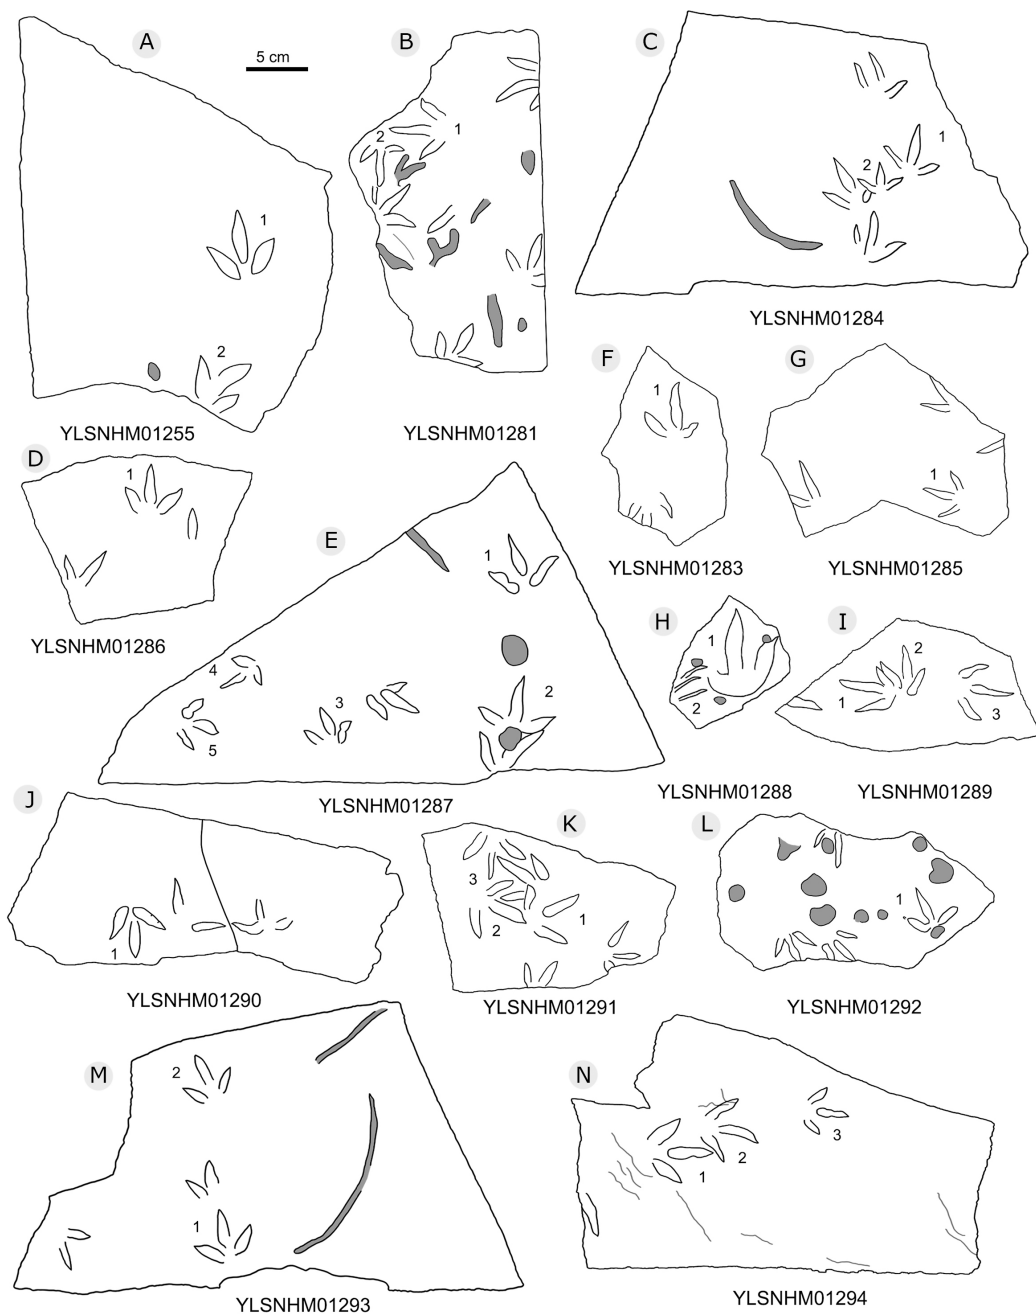 A
5 cm
B
C
1
2
1
2
1
2
YLSNHM01255
YLSNHM01281
YLSNHM01284
D
1
YLSNHM01286
E
1
2
3
4
5
YLSNHM01287
F
1
YLSNHM01283
G
1
YLSNHM01285
H
1
2
YLSNHM01288
I
2
1
3
YLSNHM01289
J
1
YLSNHM01290
K
3
1
2
YLSNHM01291
L
1
YLSNHM01292
M
2
1
YLSNHM01293
N
3
2
1
YLSNHM01294